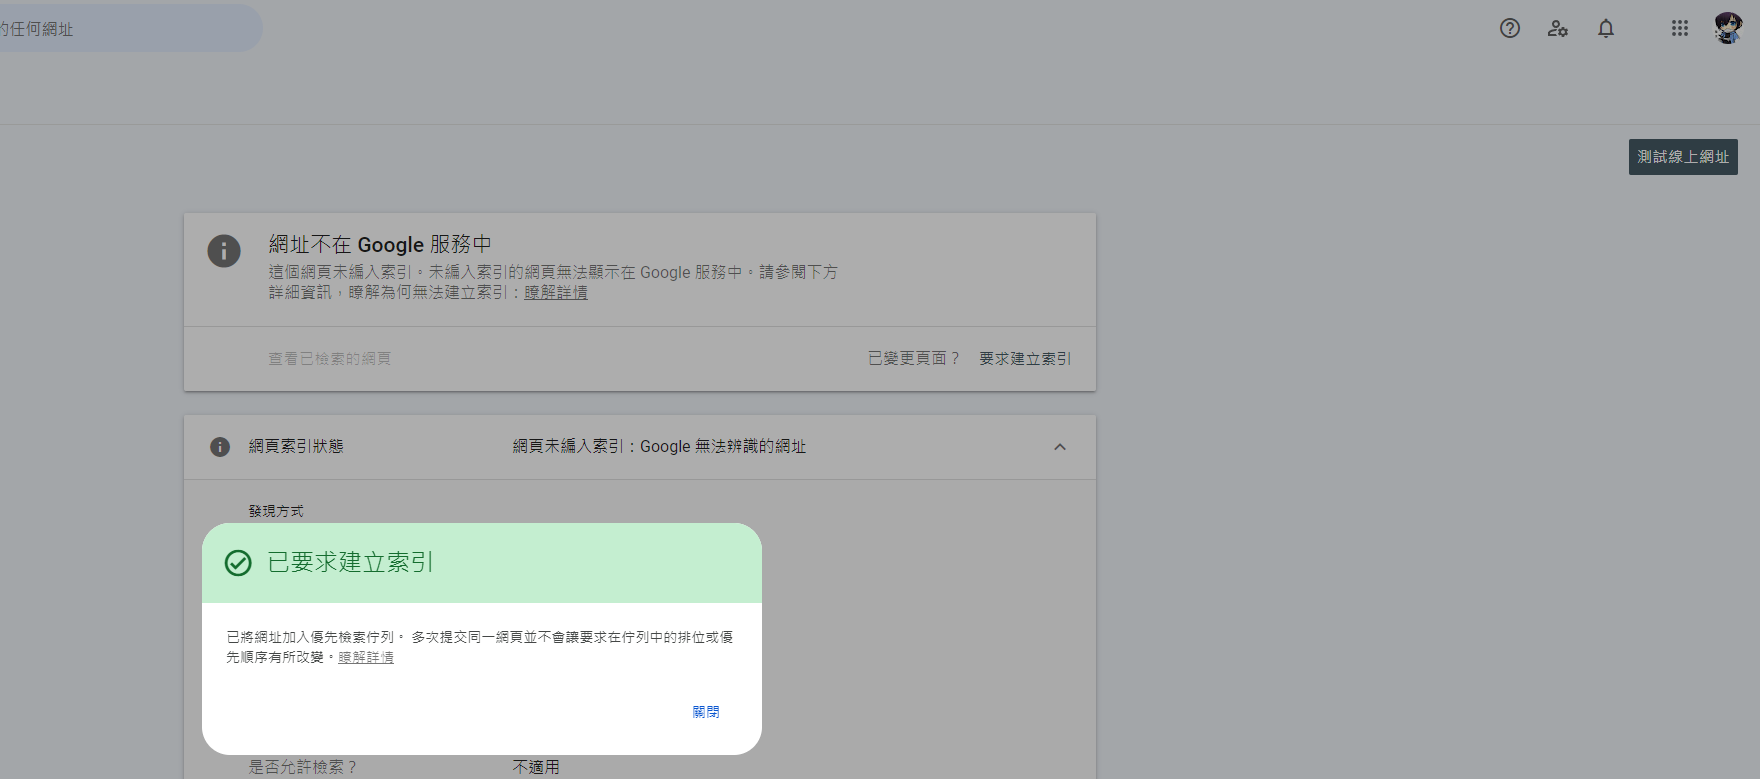 的任何網址
測試線上網址
網址不在 Google 服務中
這個網頁未編入索引。未編入索引的網頁無法顯示在 Google 服務中。請參閱下方
詳細資訊，瞭解為何無法建立索引：瞭解詳情
查看已檢索的網頁
已變更頁面？ 要求建立索引
網頁索引狀態 網頁未編入索引：Google 無法辨識的網址
發現方式
已要求建立索引
已將網址加入優先檢索佇列。 多次提交同一網頁並不會讓要求在佇列中的排位或優
先順序有所改變。瞭解詳情
關閉
是否允許檢索？ 不適用